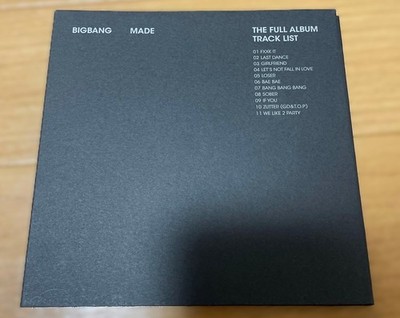 BIGBANG MADE
THE FULL ALBUM
TRACK LIST
01 FXXK IT
02 LAST DANCE
03 GIRLFRIEND
04 LET'S NOT FALL IN LOVE
05 LOSER
06 BAE BAE
07 BANG BANG BANG
08 SOBER
09 IF YOU
10 ZUTTER (GD&T.O.P)
11 WE LIKE 2 PARTY